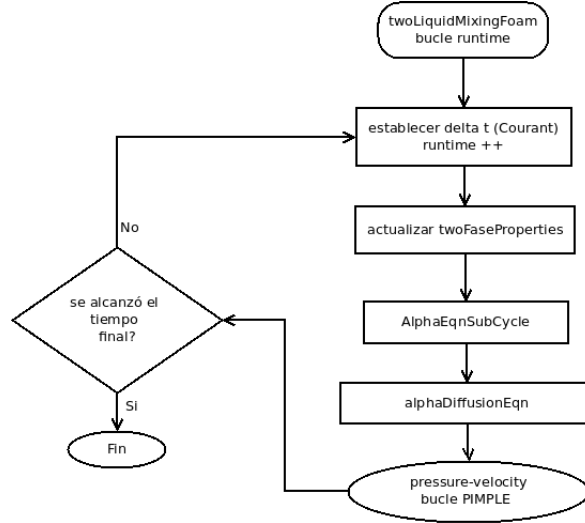 twoLiquidMixingFoam
bucle runtime
establecer delta t (Courant)
runtime ++
actualizar twoFaseProperties
AlphaEqnSubCycle
alphaDiffusionEqn
pressure-velocity
bucle PIMPLE
se alcanzó el
tiempo
final?
No
Si
Fin